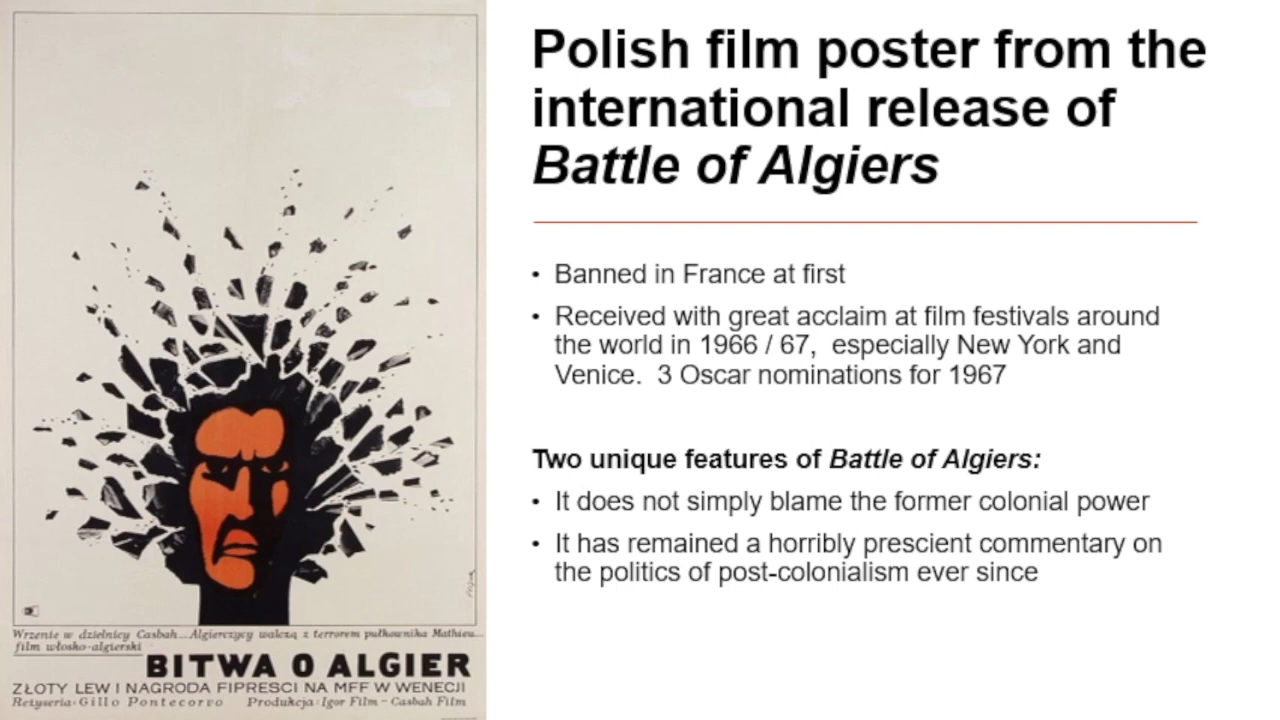 Polish film poster from the
international release of
Battle of Algiers
• Banned in France at first
• Received with great acclaim at film festivals around
the world in 1966 / 67,  especially New York and
Venice.  3 Oscar nominations for 1967
Two unique features of Battle of Algiers:
• It does not simply blame the former colonial power
• It has remained a horribly prescient commentary on
the politics of post-colonialism ever since
Wrzenie w dzielnicy Casbah...Algierczycy walczą z terrorem pułkownika Mathieu...
film włosko-algierski
BITWA O ALGIER
ZŁOTY LEW I NAGRODA FIPRESCI NA MFF W WENECJI
Reżyseria: Gillo Pontecorvo Produkcja: Igor Film - Casbah Film